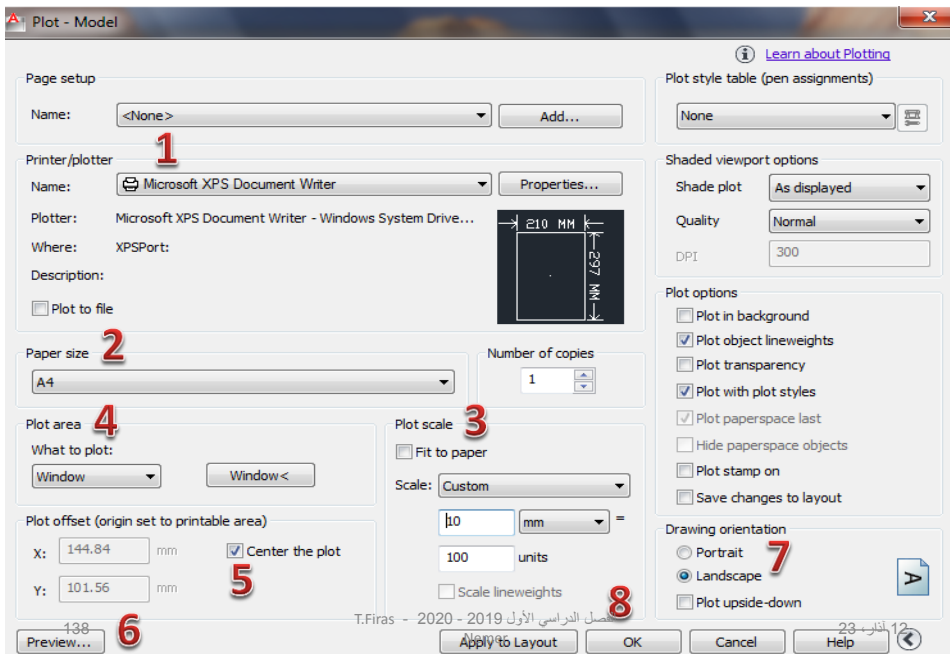 Plot - Model
Learn about Plotting
Page setup
Name: <None> Add...
Plot style table (pen assignments)
None
1
Printer/plotter
Name: Microsoft XPS Document Writer Properties...
Plotter: Microsoft XPS Document Writer - Windows System Drive...
Where: XPSPort:
Description:
Plot to file
210 MM
297 MM
Shaded viewport options
Shade plot As displayed
Quality Normal
DPI 300
2
Paper size
A4
Number of copies
1
Plot options
Plot in background
Plot object lineweights
Plot transparency
Plot with plot styles
Plot paperspace last
Hide paperspace objects
Plot stamp on
Save changes to layout
Plot area 4
What to plot:
Window Window<
Plot scale 3
Fit to paper
Scale: Custom
10 mm =
100 units
Scale lineweights
Plot offset (origin set to printable area)
X: 144.84 mm Center the plot
Y: 101.56 mm
5
Drawing orientation
Portrait
Landscape
Plot upside-down
7
A
8
T.Firas - 2020 - 2019 الفصل الدراسي الأول
Nemer
138
12 آذار، 23
6
Preview... Apply to Layout OK Cancel Help